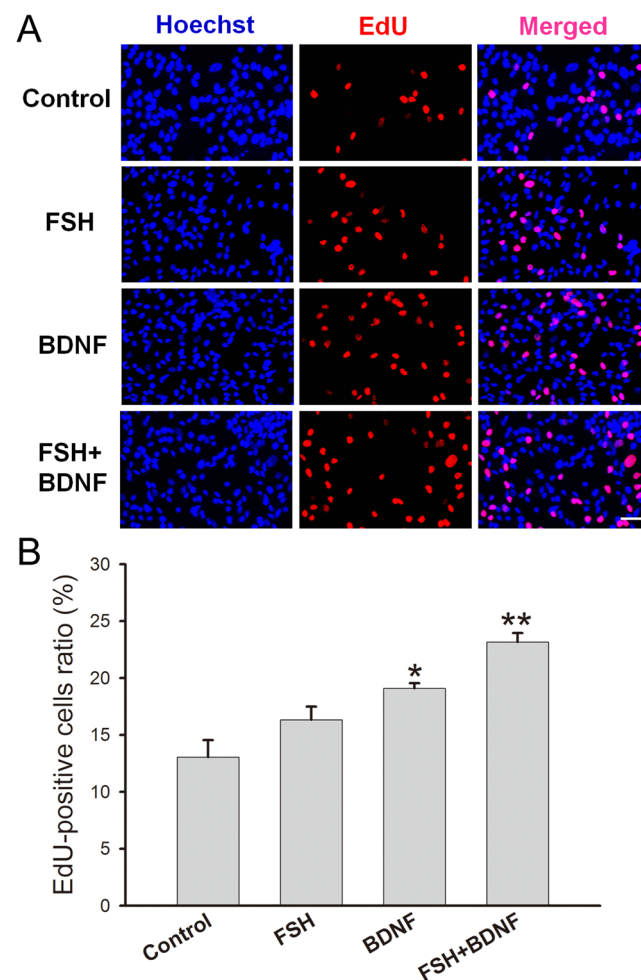 A
Hoechst EdU Merged
Control
FSH
BDNF
FSH+
BDNF
B
EdU-positive cells ratio (%)
30
25
20
15
10
5
0
*
**
Control FSH BDNF FSH+BDNF